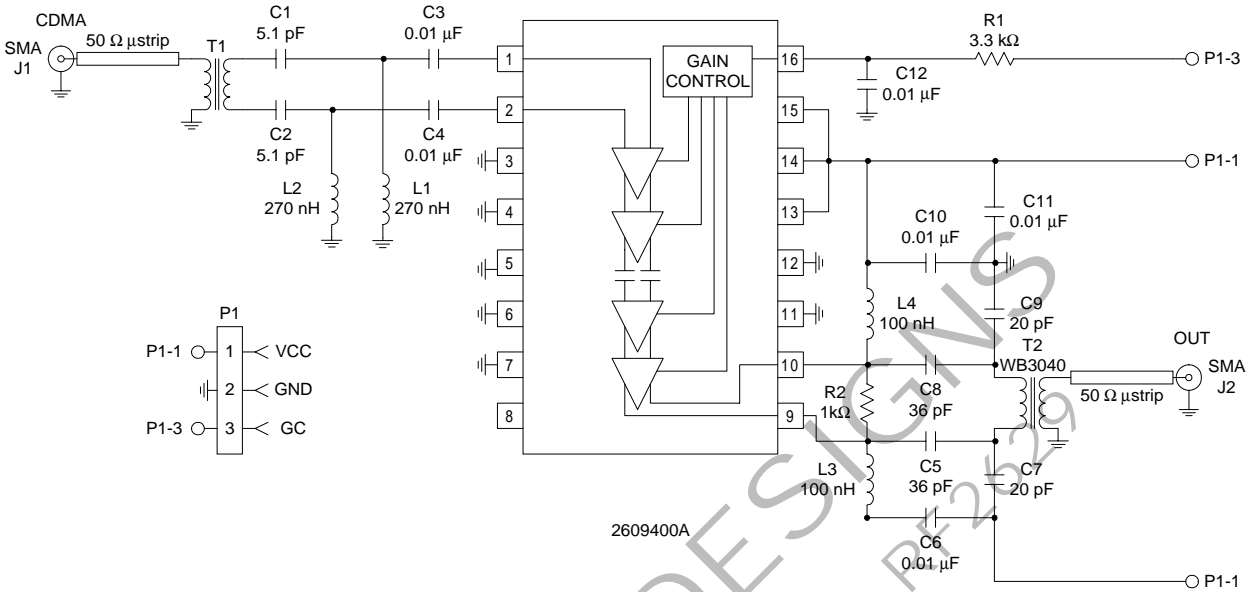 CDMA
SMA
J1
50 Ω μstrip
T1
C1
5.1 pF
C3
0.01 μF
C2
5.1 pF
C4
0.01 μF
L2
270 nH
L1
270 nH
1
2
3
4
5
6
7
8
GAIN
CONTROL
16
15
14
13
12
11
10
9
R1
3.3 kΩ
P1-3
C12
0.01 μF
P1-1
C10
0.01 μF
C11
0.01 μF
L4
100 nH
C9
20 pF
T2
WB3040
OUT
SMA
J2
50 Ω μstrip
R2
1kΩ
C8
36 pF
C5
36 pF
C7
20 pF
L3
100 nH
C6
0.01 μF
P1-1
P1
P1-1 1 VCC
2 GND
P1-3 3 GC
2609400A
DESIGNS
RF2629